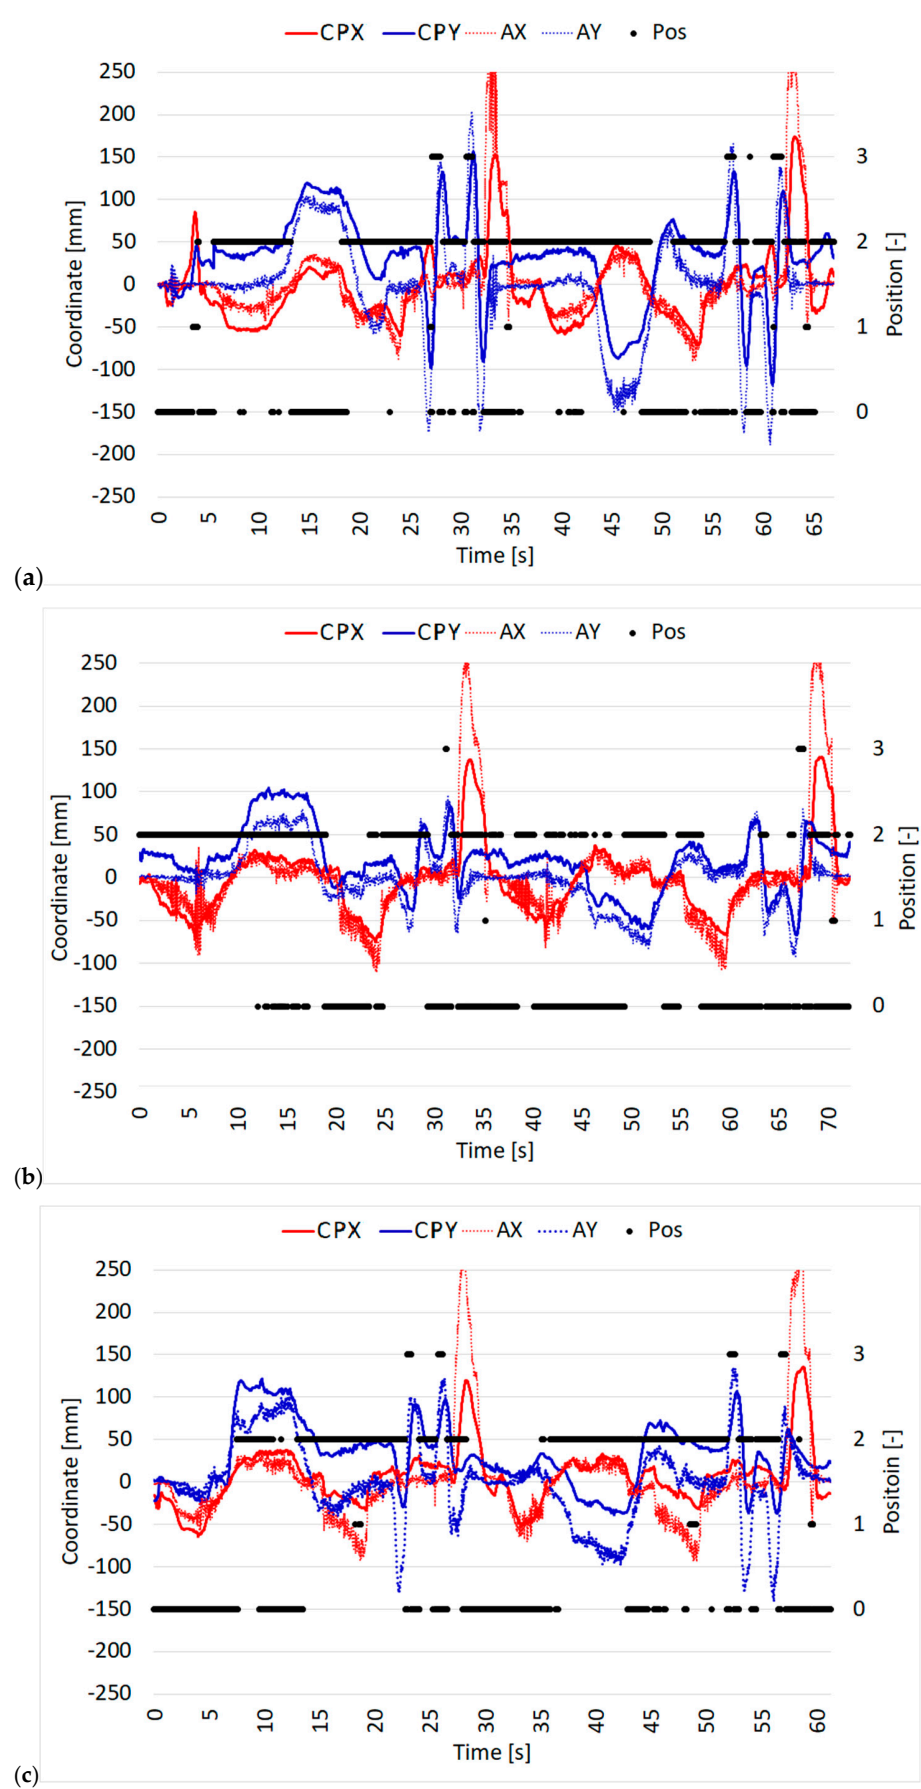 CPX CPY AX AY Pos
250
200
150 3
100
50 2
0
-50 1
-100
-150 0
-200
-250
Coordinate [mm]
Position [-]
0 5 10 15 20 25 30 35 40 45 50 55 60 65
Time [s]
(a)
CPX CPY AX AY Pos
250
200
150 3
100
50 2
0
-50 1
-100
-150 0
-200
-250
Coordinate [mm]
Position [-]
0 5 10 15 20 25 30 35 40 45 50 55 60 65 70
Time [s]
(b)
CPX CPY AX AY Pos
250
200
150 3
100
50 2
0
-50 1
-100
-150 0
-200
-250
Coordinate [mm]
Positoin [-]
0 5 10 15 20 25 30 35 40 45 50 55 60
Time [s]
(c)